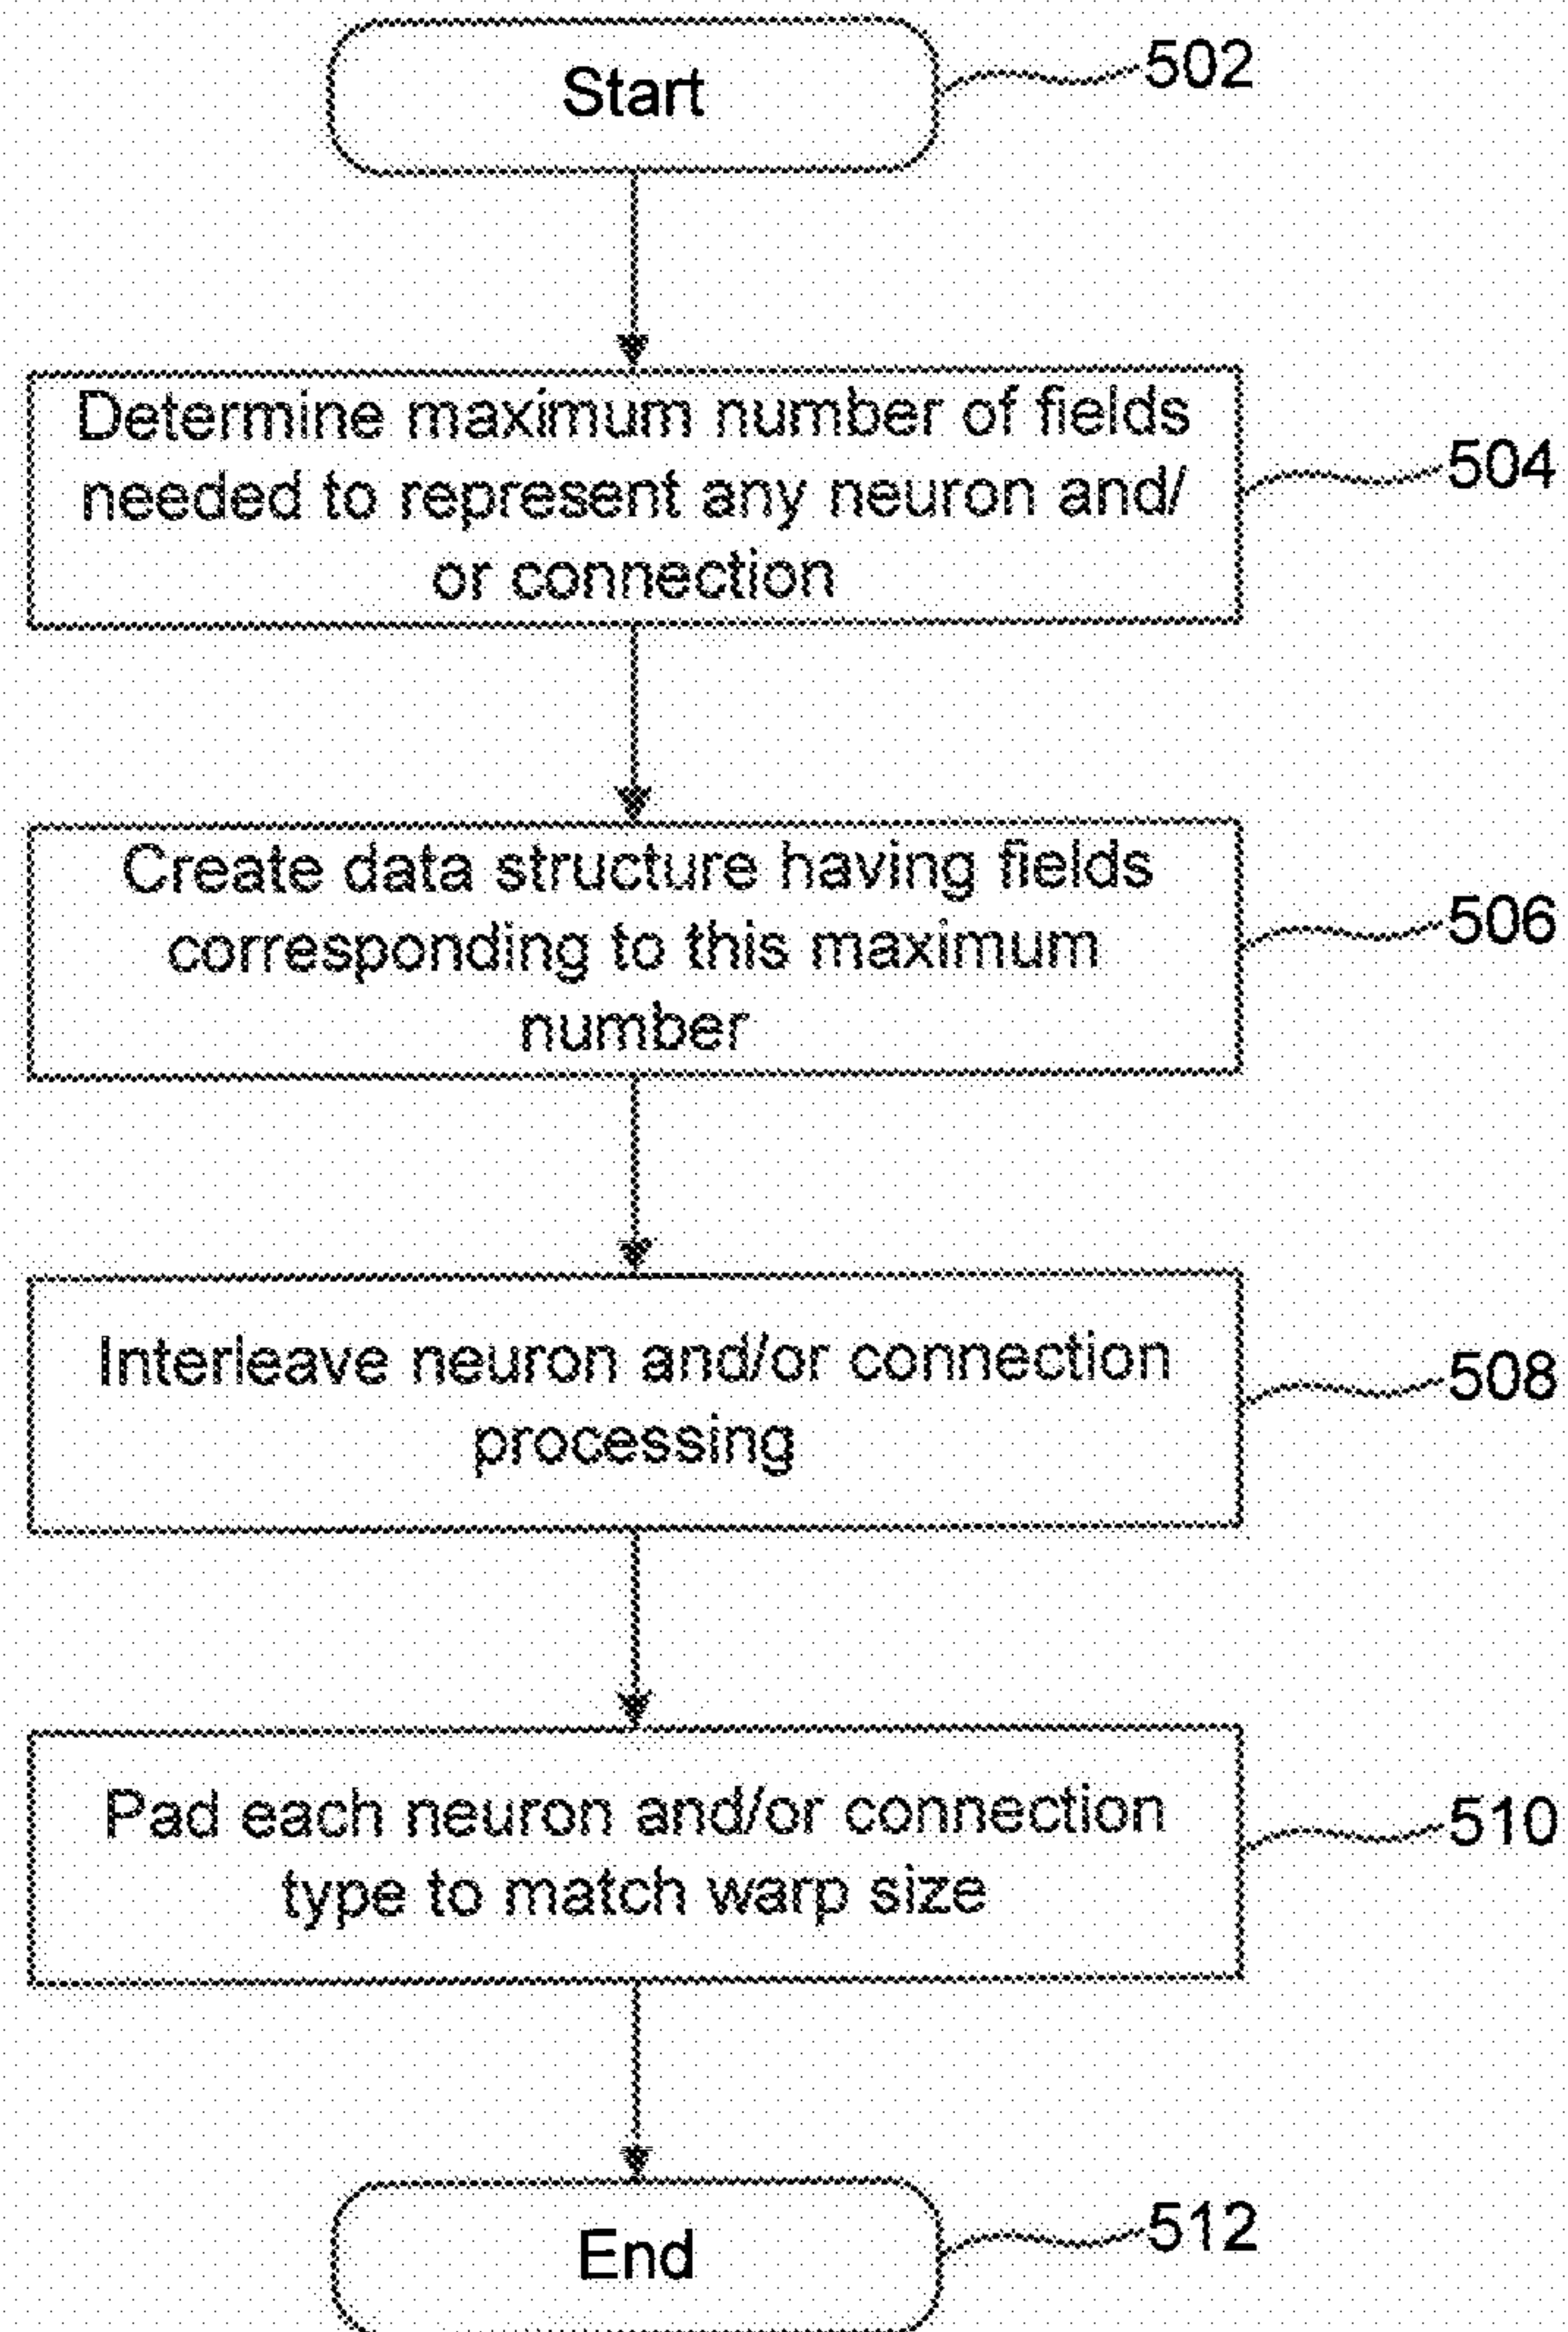 Start
502
Determine maximum number of fields
needed to represent any neuron and/
or connection
504
Create data structure having fields
corresponding to this maximum
number
506
Interleave neuron and/or connection
processing
508
Pad each neuron and/or connection
type to match warp size
510
End
512